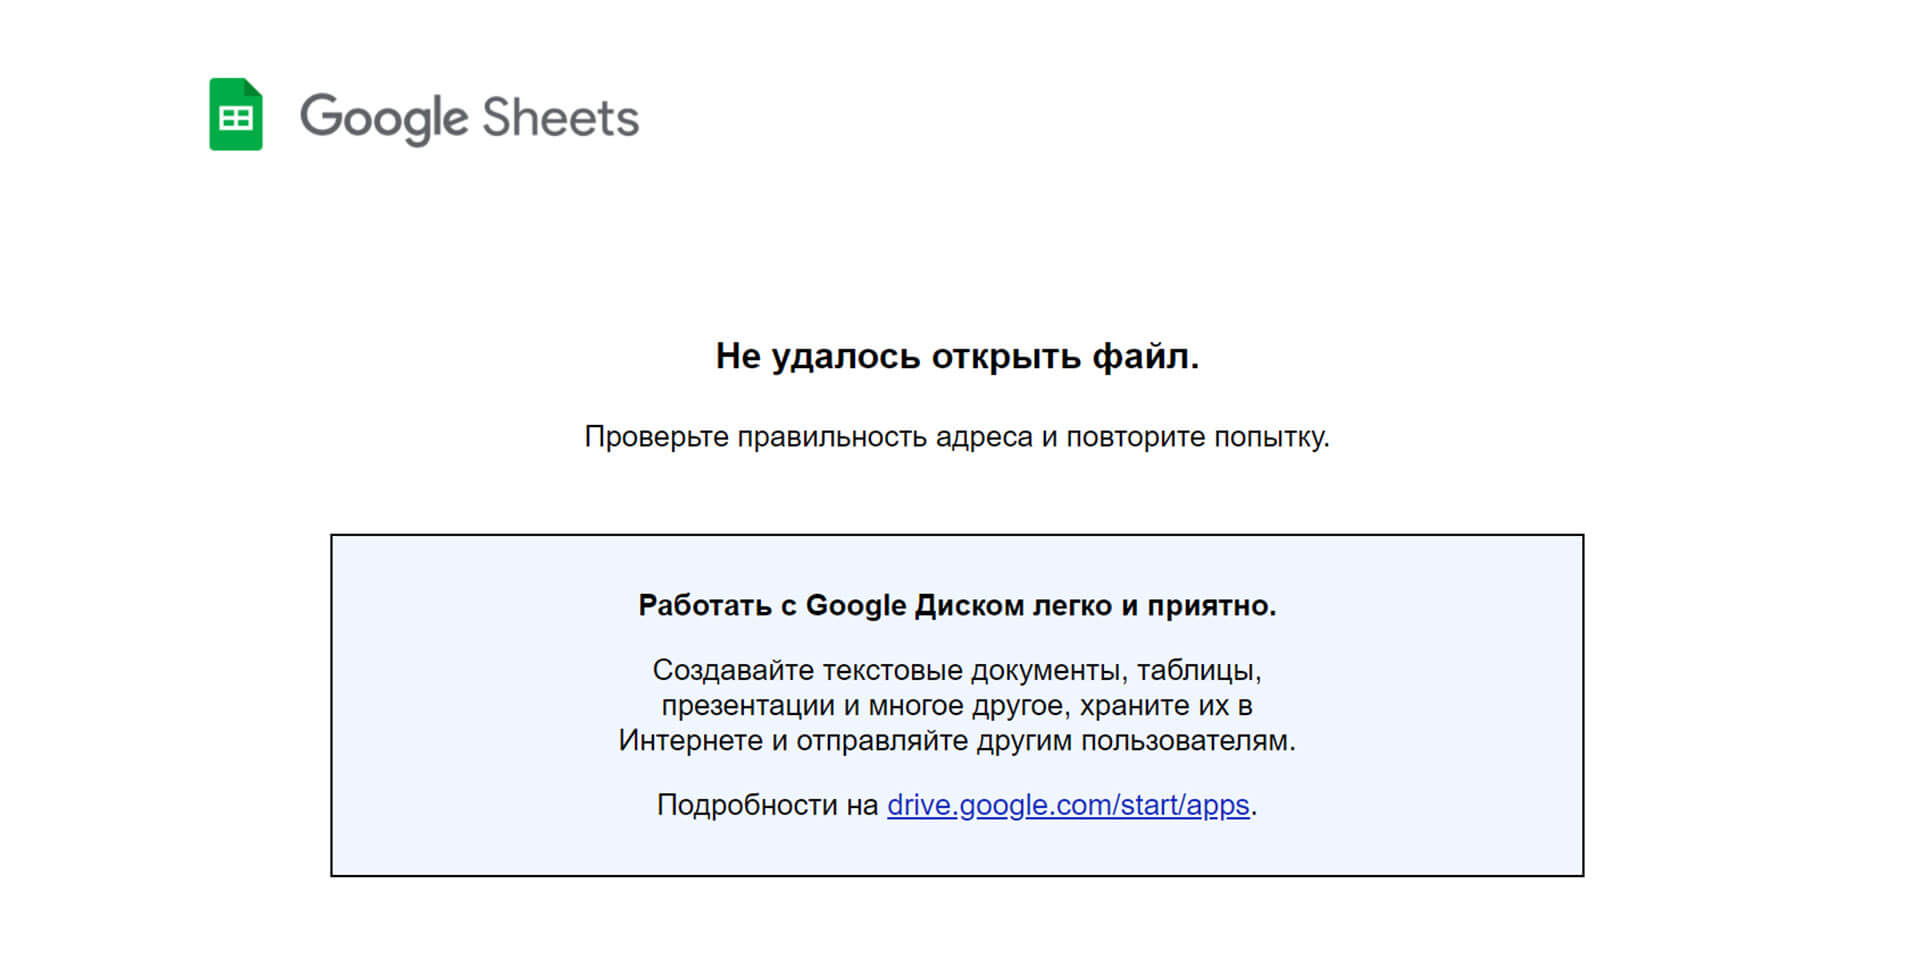 Google Sheets
Не удалось открыть файл.
Проверьте правильность адреса и повторите попытку.
Работать с Google Диском легко и приятно.
Создавайте текстовые документы, таблицы,
презентации и многое другое, храните их в
Интернете и отправляйте другим пользователям.
Подробности на drive.google.com/start/apps.